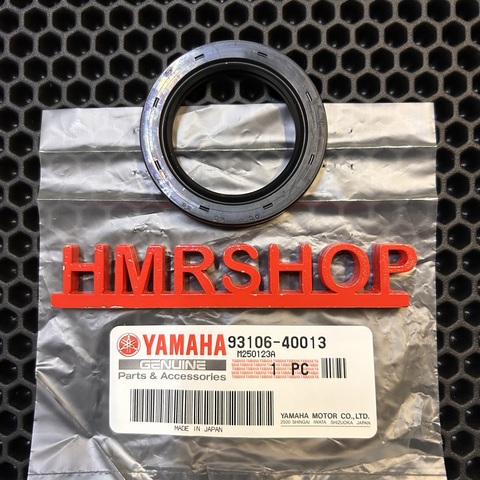 HMRSHOP
YAMAHA 93106-40013
M250123A
GENUINE
Parts & Accessories
1 PC
MADE IN JAPAN
YAMAHA MOTOR CO.,LTD.
2500 SHINGAI IWATA SHIZUOKA JAPAN